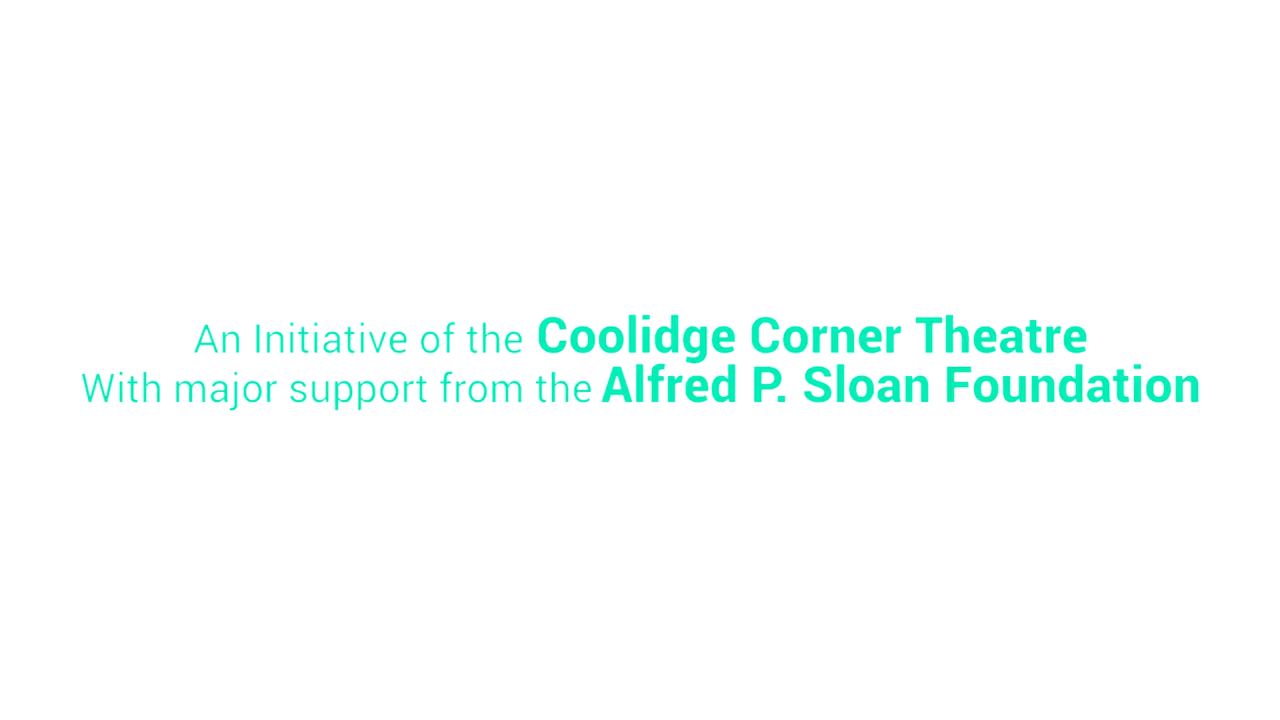 An Initiative of the Coolidge Corner Theatre
With major support from the Alfred P. Sloan Foundation